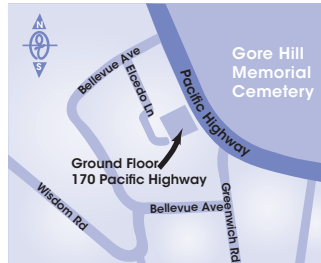 N
S
Bellevue Ave
Elcedo Ln
Pacific Highway
Gore Hill
Memorial
Cemetery
Ground Floor
170 Pacific Highway
Wisdom Rd
Bellevue Ave
Greenwich Rd